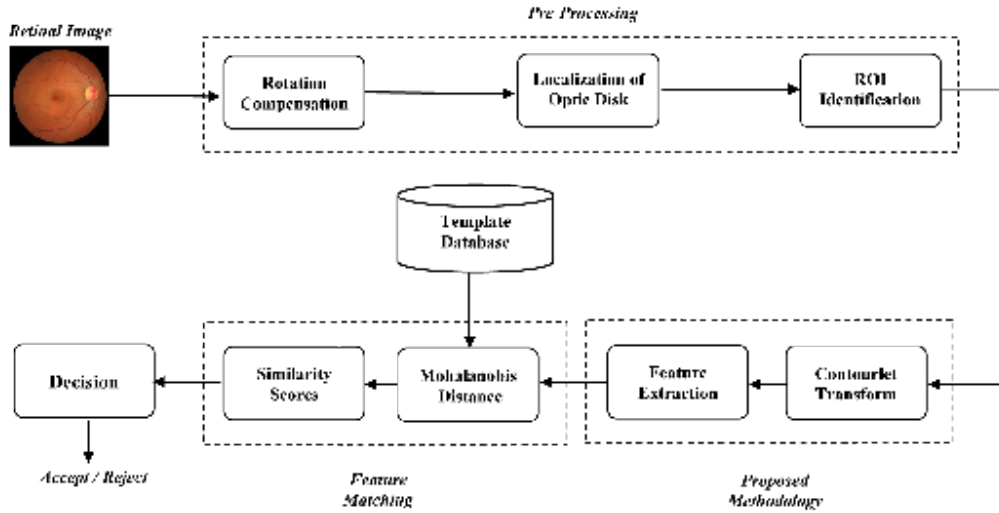 Pre Processing
Retinal Image
Rotation
Compensation
Localization of
Optic Disk
ROI
Identification
Template
Database
Decision
Similarity
Scores
Mahalanobis
Distance
Feature
Extraction
Contourlet
Transform
Accept / Reject
Feature
Matching
Proposed
Methodology